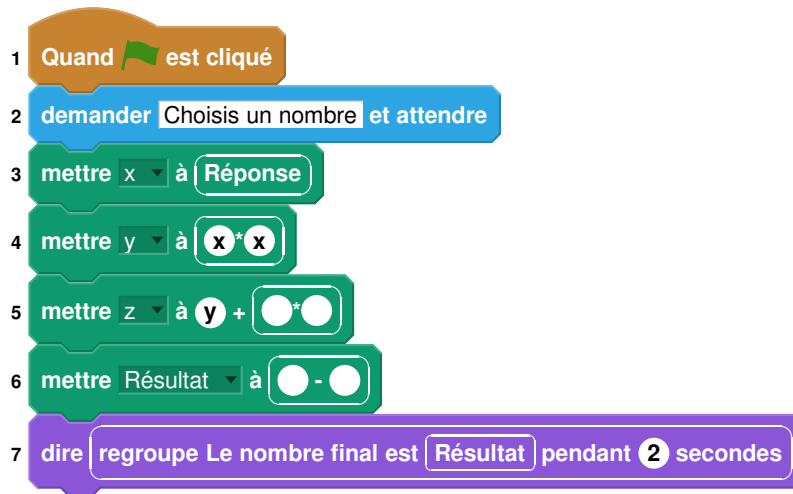 1 Quand est cliqué
2 demander Choisis un nombre et attendre
3 mettre x à Réponse
4 mettre y à x * x
5 mettre z à y + *
6 mettre Résultat à -
7 dire regroupe Le nombre final est Résultat pendant 2 secondes